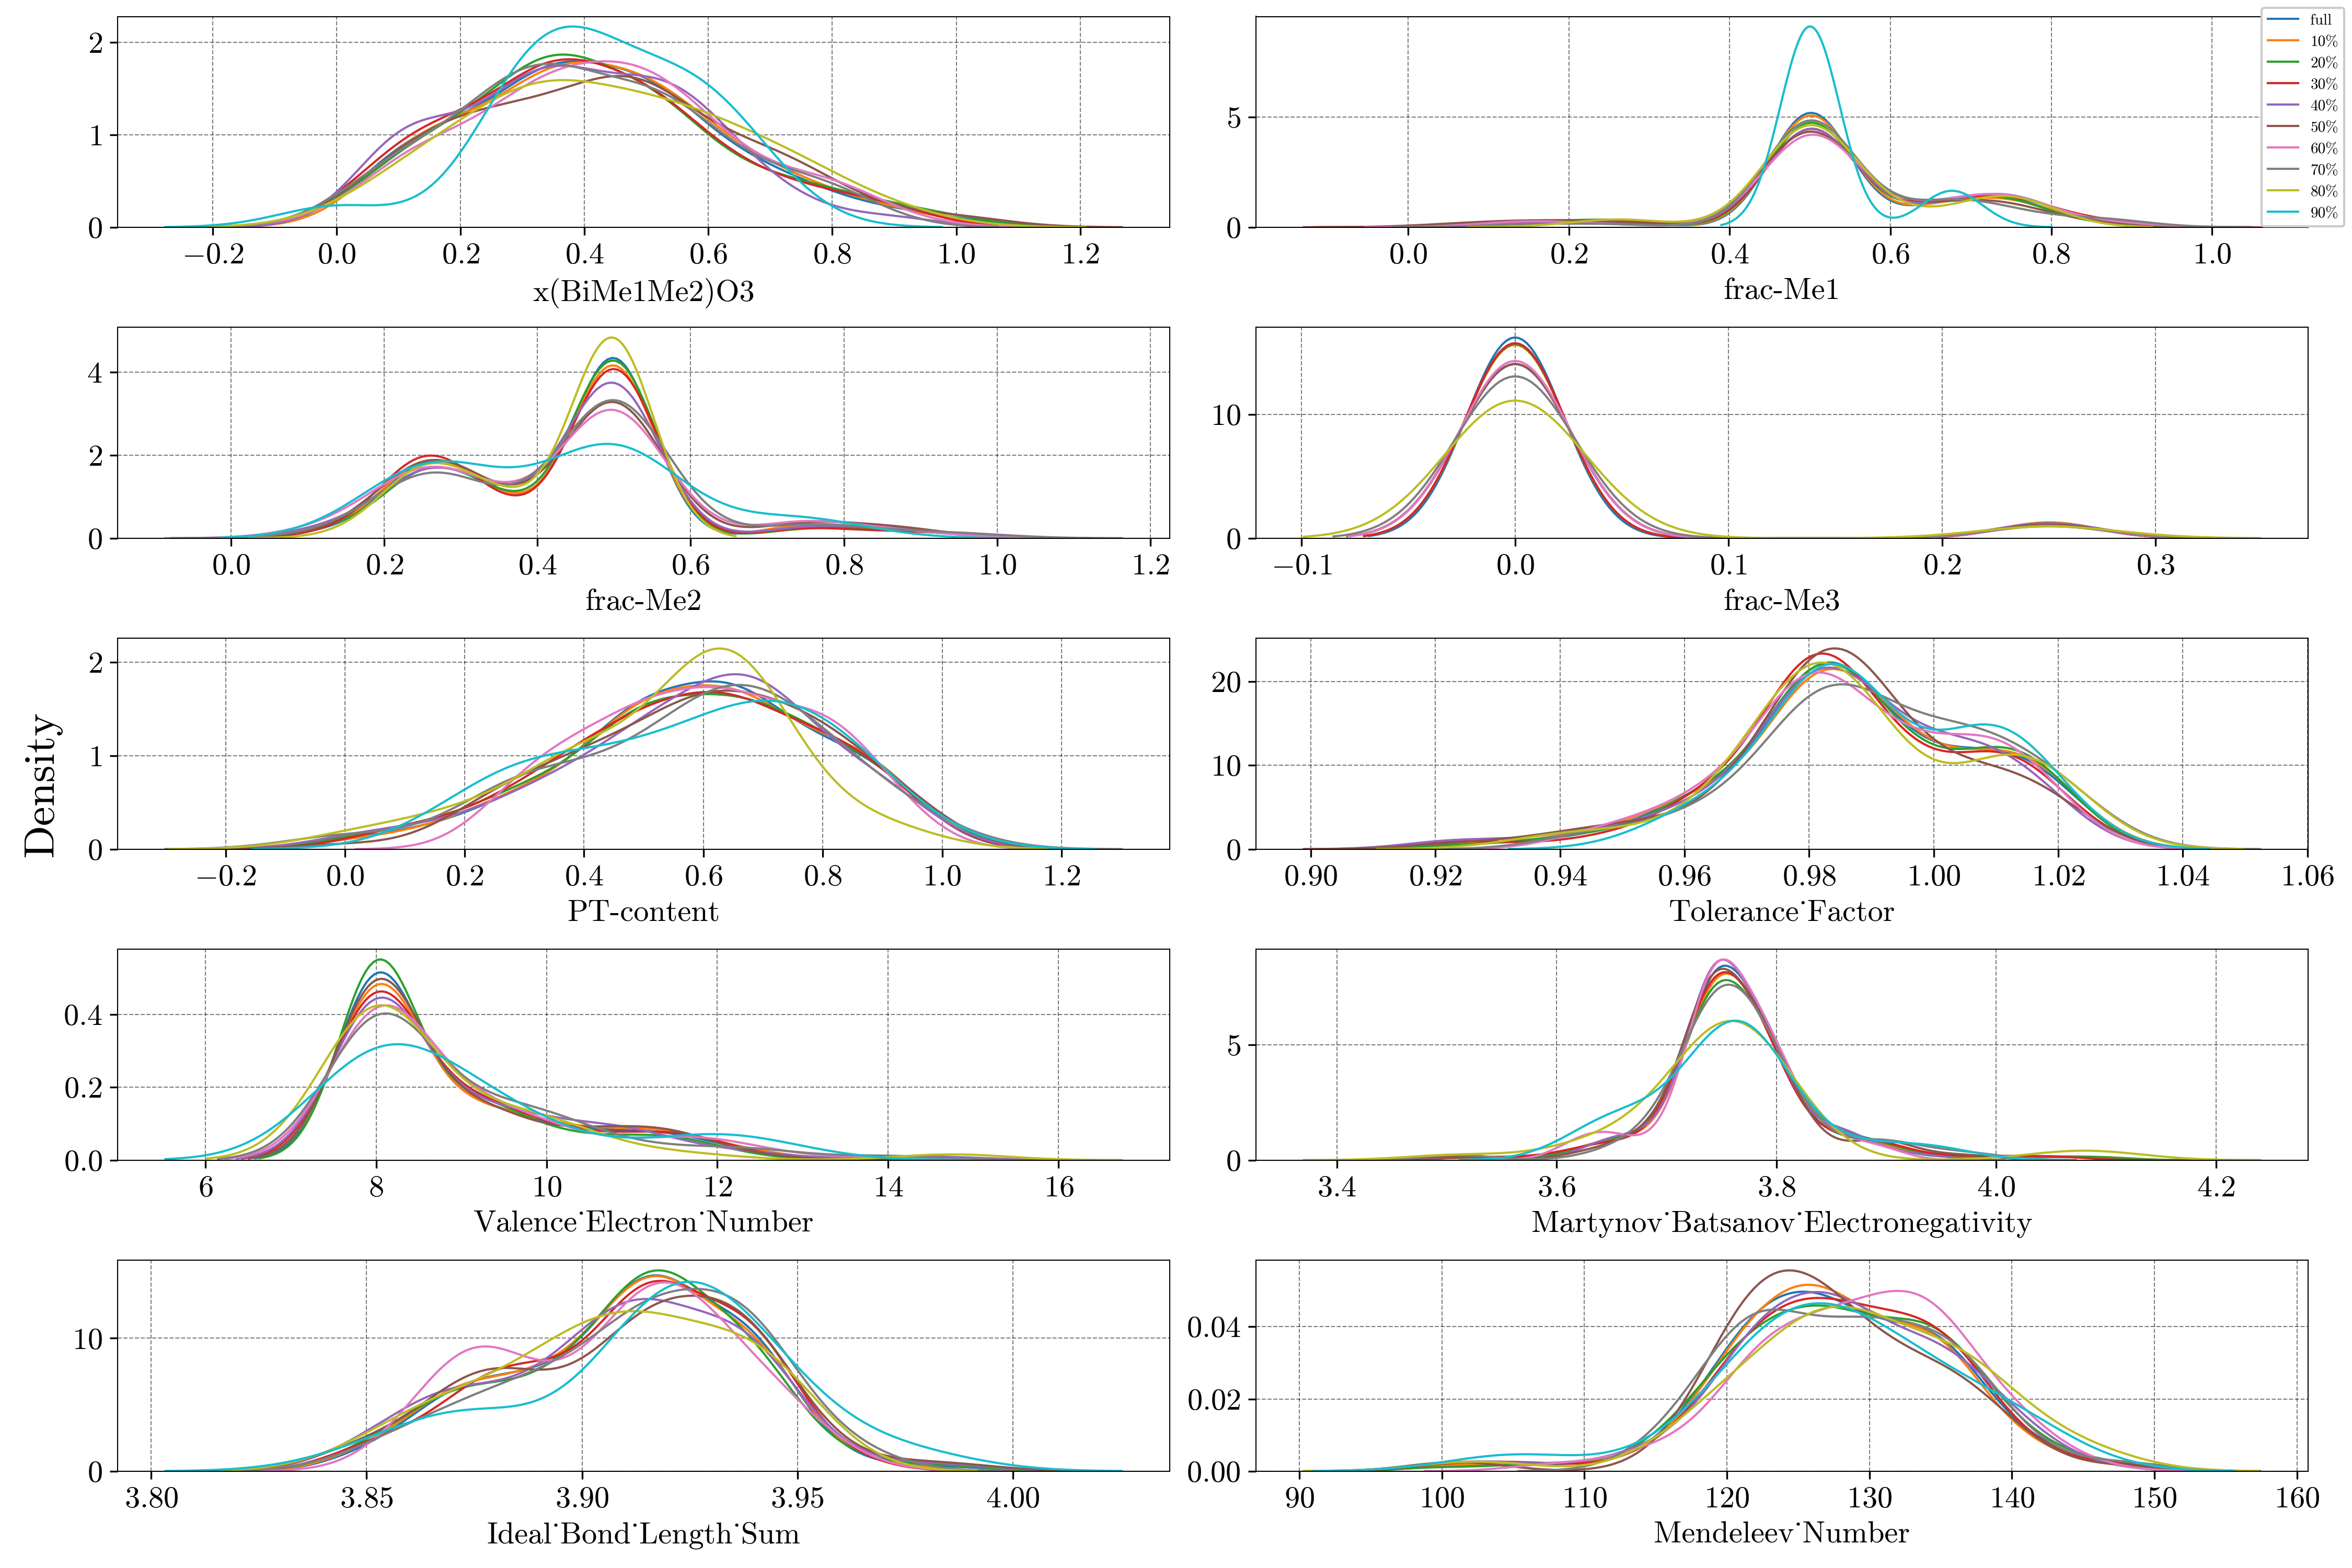 2
1
0
−0.2 0.0 0.2 0.4 0.6 0.8 1.0 1.2
x(BiMe1Me2)O3
5
0
0.0 0.2 0.4 0.6 0.8 1.0
frac-Me1
full
10%
20%
30%
40%
50%
60%
70%
80%
90%
4
2
0
0.0 0.2 0.4 0.6 0.8 1.0 1.2
frac-Me2
10
0
−0.1 0.0 0.1 0.2 0.3
frac-Me3
Density
2
1
0
−0.2 0.0 0.2 0.4 0.6 0.8 1.0 1.2
PT-content
20
10
0
0.90 0.92 0.94 0.96 0.98 1.00 1.02 1.04 1.06
Tolerance˙Factor
0.4
0.2
0.0
6 8 10 12 14 16
Valence˙Electron˙Number
5
0
3.4 3.6 3.8 4.0 4.2
Martynov˙Batsanov˙Electronegativity
10
0
3.80 3.85 3.90 3.95 4.00
Ideal˙Bond˙Length˙Sum
0.04
0.02
0.00
90 100 110 120 130 140 150 160
Mendeleev˙Number